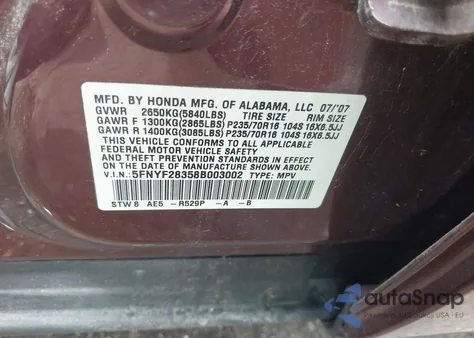 MFD. BY HONDA MFG. OF ALABAMA, LLC 07/'07
GVWR 2650KG(5840LBS) TIRE SIZE RIM SIZE
GAWR F 1300KG(2865LBS) P235/70R16 104S 16X6.5JJ
GAWR R 1400KG(3085LBS) P235/70R16 104S 16X6.5JJ
THIS VEHICLE CONFORMS TO ALL APPLICABLE
FEDERAL MOTOR VEHICLE SAFETY AND
THEFT PREVENTION STANDARDS IN EFFECT
ON THE DATE OF MANUFACTURE SHOWN ABOVE.
V.I.N.: 5FNYF28358B003002 TYPE: MPV
STW 8 AE5 -R529P -A -B
autoSnap